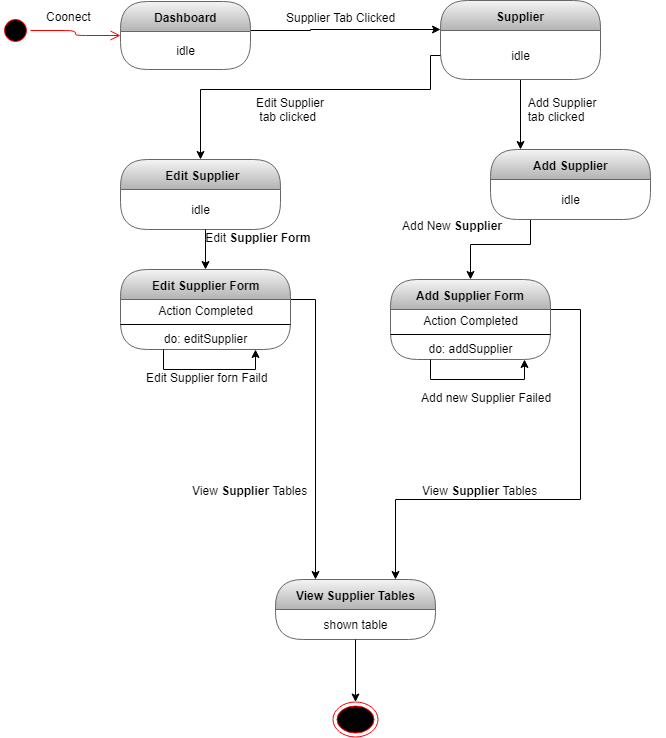 Coonect
Dashboard
idle
Supplier Tab Clicked
Supplier
idle
Edit Supplier
tab clicked
Add Supplier
tab clicked
Edit Supplier
idle
Add Supplier
idle
Edit Supplier Form
Add New Supplier
Edit Supplier Form
Action Completed
do: editSupplier
Edit Supplier forn Faild
Add Supplier Form
Action Completed
do: addSupplier
Add new Supplier Failed
View Supplier Tables
View Supplier Tables
View Supplier Tables
shown table